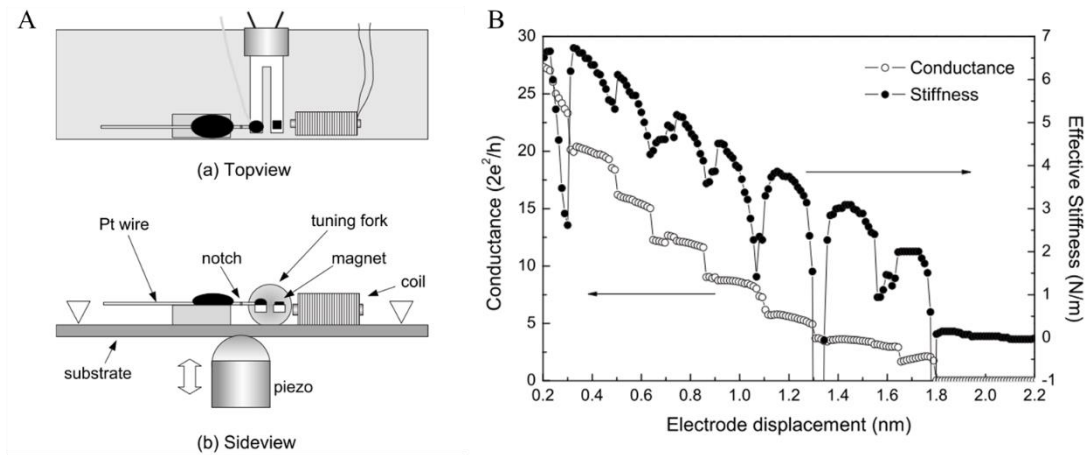 A
(a) Topview
Pt wire
notch
tuning fork
magnet
coil
substrate
piezo
(b) Sideview
B
Conductance (2e²/h)
30
25
20
15
10
5
0
Conductance
Stiffness
7
6
5
4
3
2
1
0
-1
Effective Stiffness (N/m)
0.2 0.4 0.6 0.8 1.0 1.2 1.4 1.6 1.8 2.0 2.2
Electrode displacement (nm)